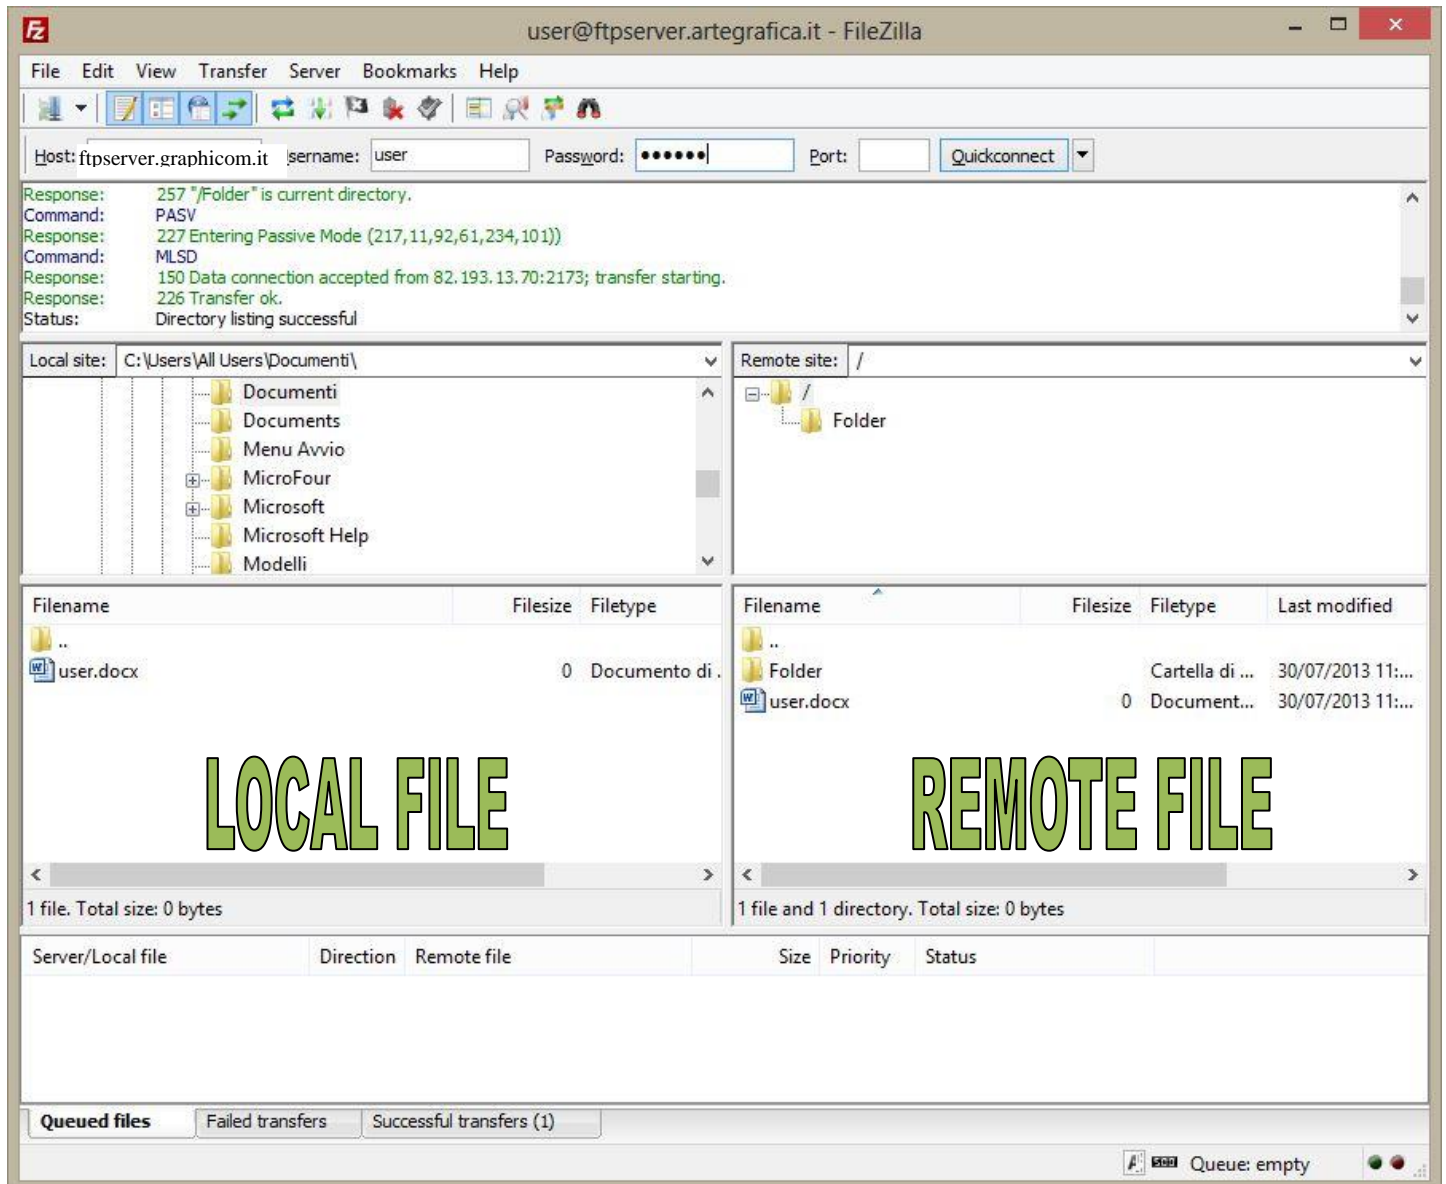 user@ftpserver.artegrafica.it - FileZilla
File Edit View Transfer Server Bookmarks Help
Host: ftpserver.graphicom.it sername: user Password: ●●●●●● Port: Quickconnect
Response: 257 "/Folder" is current directory.
Command: PASV
Response: 227 Entering Passive Mode (217,11,92,61,234,101))
Command: MLSD
Response: 150 Data connection accepted from 82.193.13.70:2173; transfer starting.
Response: 226 Transfer ok.
Status: Directory listing successful
Local site: C:\Users\All Users\Documenti\
Documenti
Documents
Menu Avvio
MicroFour
Microsoft
Microsoft Help
Modelli
Remote site: /
/
Folder
Filename Filesize Filetype
..
user.docx 0 Documento di .
LOCAL FILE
1 file. Total size: 0 bytes
Filename Filesize Filetype Last modified
..
Folder Cartella di ... 30/07/2013 11:...
user.docx 0 Document... 30/07/2013 11:...
REMOTE FILE
1 file and 1 directory. Total size: 0 bytes
Server/Local file Direction Remote file Size Priority Status
Queued files Failed transfers Successful transfers (1)
Queue: empty